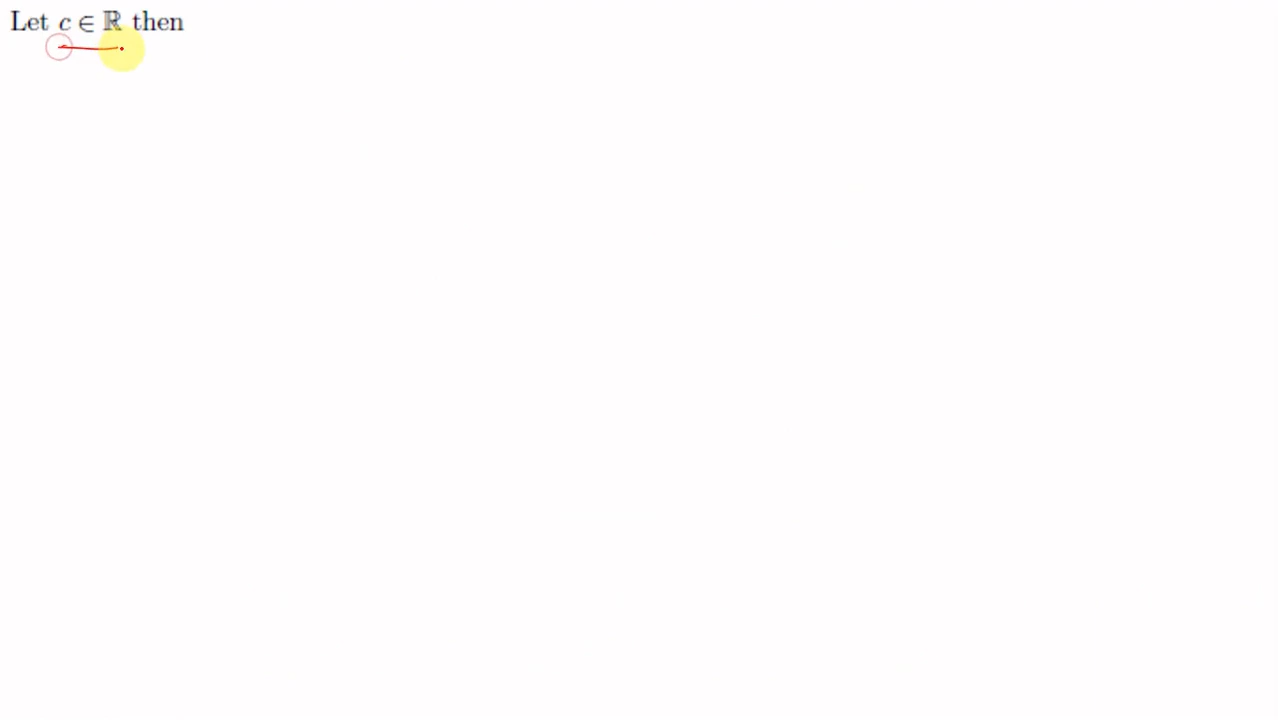 Let c ∈ ℝ then